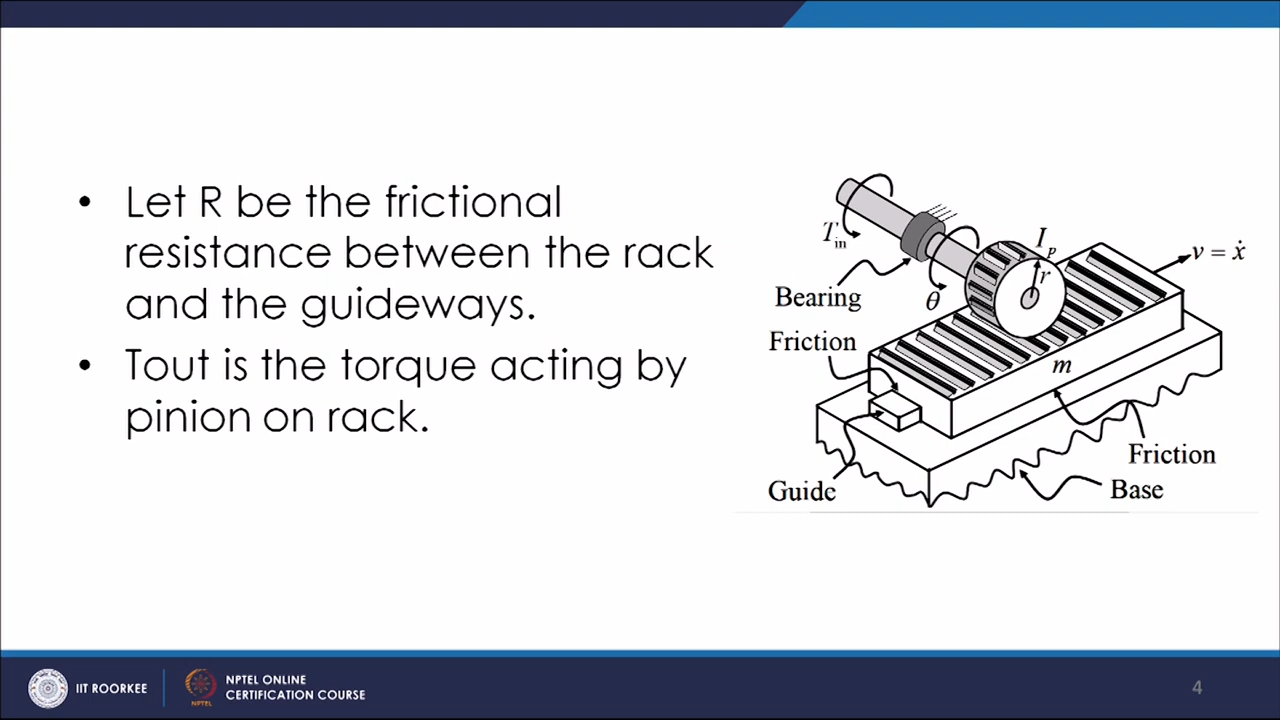 • Let R be the frictional
resistance between the rack
and the guideways.
• Tout is the torque acting by
pinion on rack.
T_in
I_p
r
v = ẋ
Bearing
θ
Friction
m
Friction
Guide
Base
IIT ROORKEE
NPTEL
NPTEL ONLINE
CERTIFICATION COURSE
4